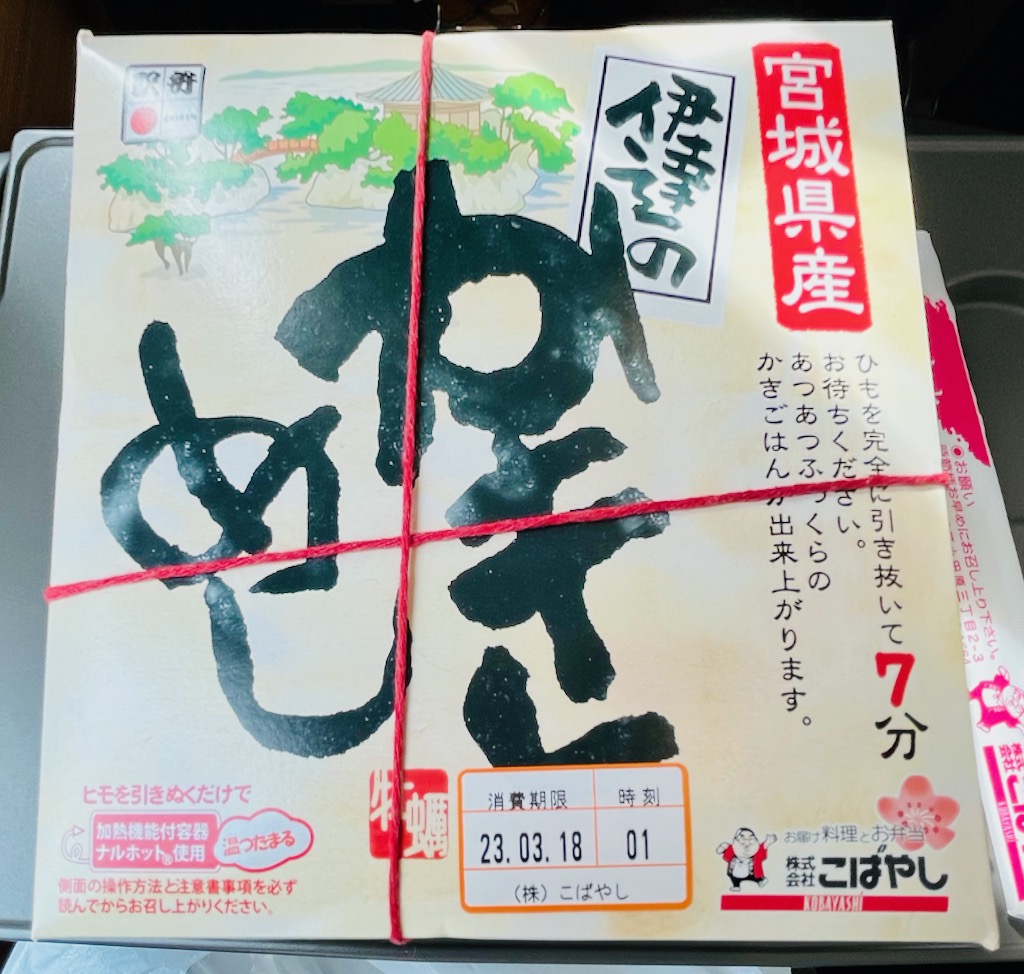 宮城県産
伊達の
かき
めし
ひもを完全に引き抜いて7分
お待ちください。
あつあつふっくらの
かきごはんが出来上がります。
駅弁
EKIBEN
ヒモを引きぬくだけで
加熱機能付容器
ナルホット®使用
温ったまる
側面の操作方法と注意書事項を必ず
読んでからお召し上がりください。
牡蠣
消費期限 時刻
23.03.18 01
(株)こばやし
お届け料理とお弁当
株式会社 こばやし
KOBAYASHI
●お願い